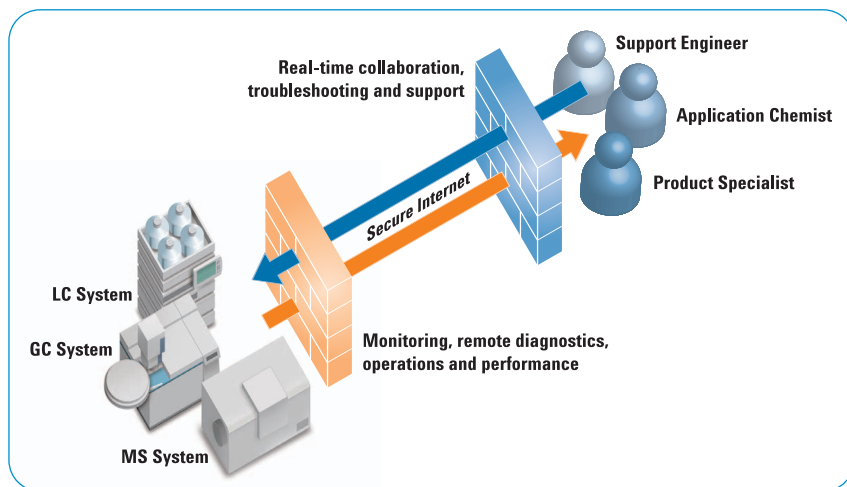 Support Engineer
Real-time collaboration,
troubleshooting and support
Application Chemist
Product Specialist
Secure Internet
LC System
GC System
Monitoring, remote diagnostics,
operations and performance
MS System